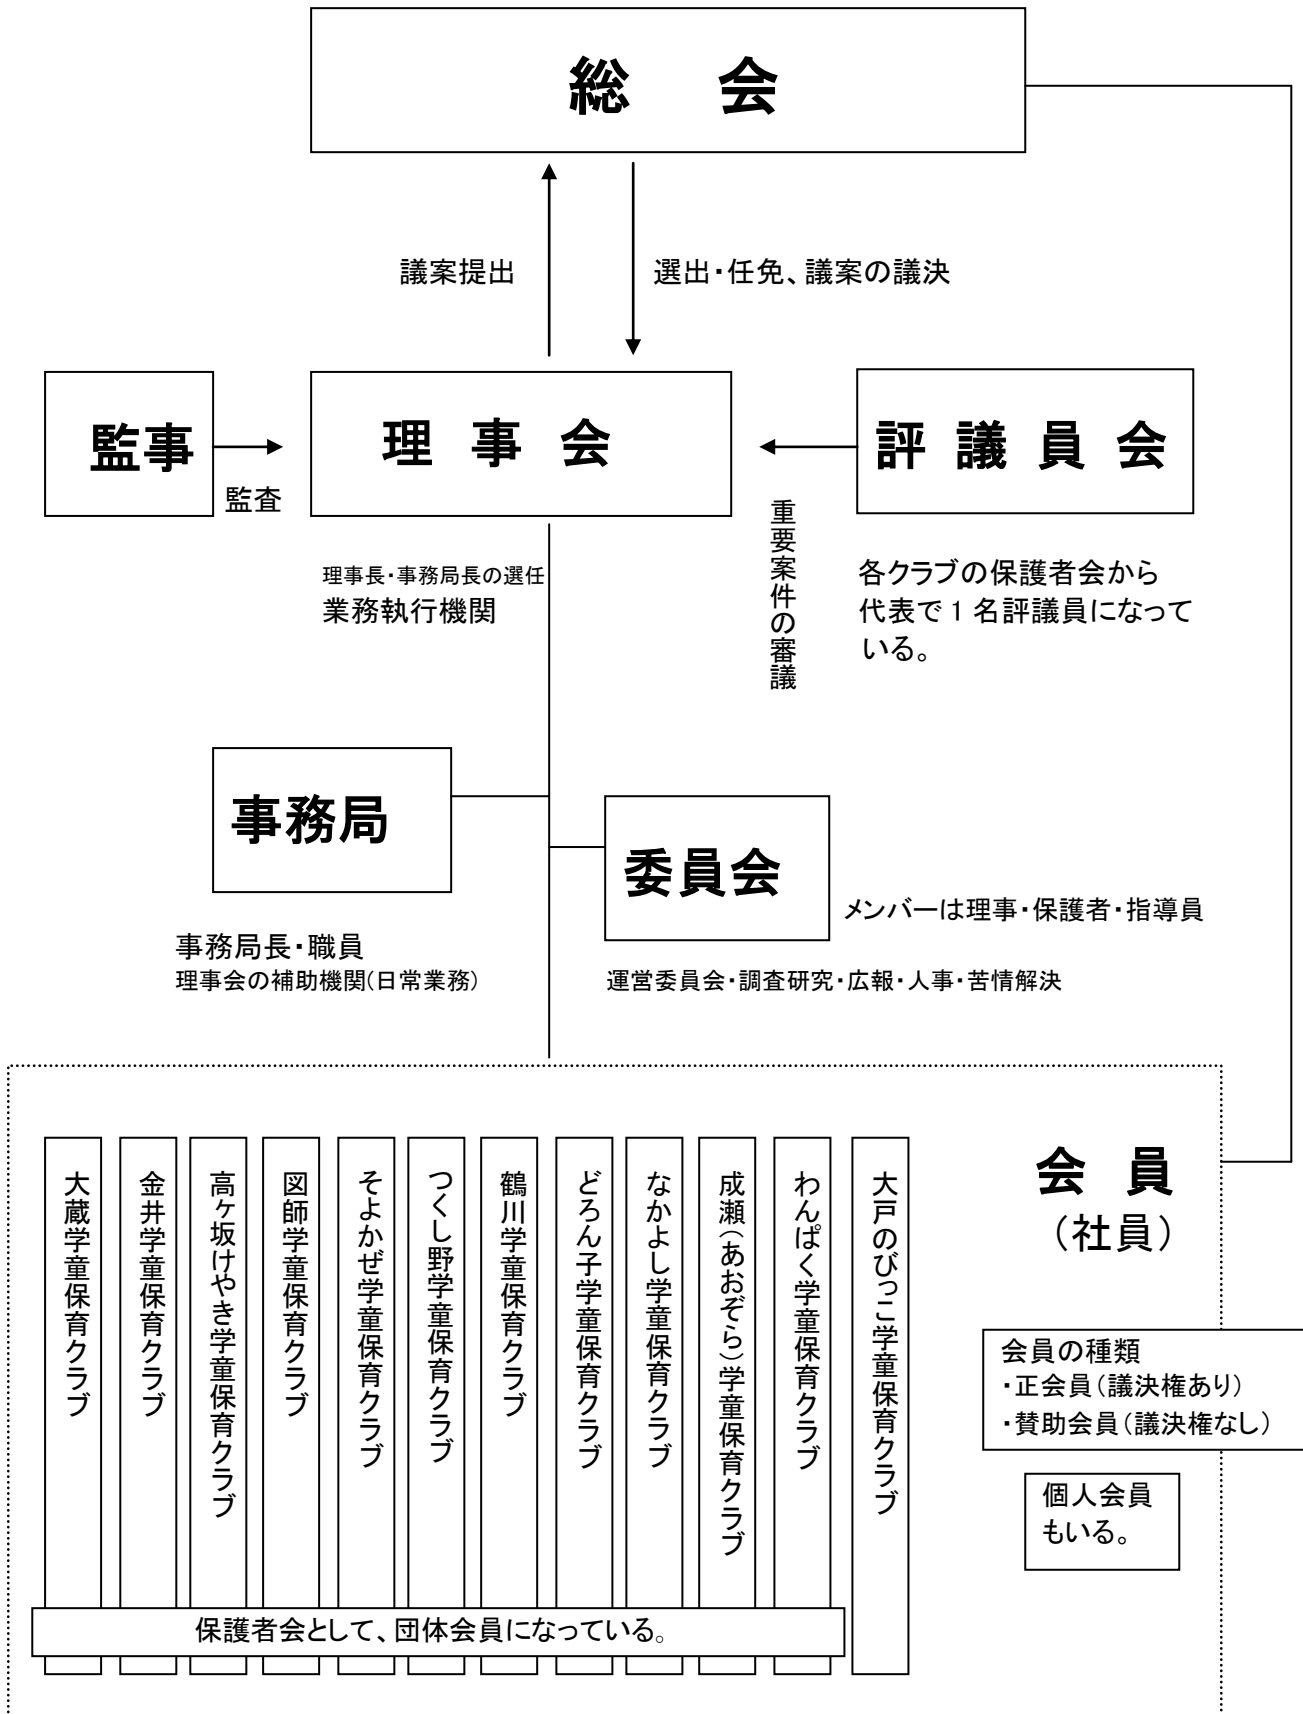 総　会
議案提出
選出・任免、議案の議決
監事
理 事 会
評 議 員 会
監査
重要案件の審議
理事長・事務局長の選任
業務執行機関
各クラブの保護者会から
代表で1名評議員になって
いる。
事務局
委員会
メンバーは理事・保護者・指導員
事務局長・職員
理事会の補助機関(日常業務)
運営委員会・調査研究・広報・人事・苦情解決
大蔵学童保育クラブ
金井学童保育クラブ
高ヶ坂けやき学童保育クラブ
図師学童保育クラブ
そよかぜ学童保育クラブ
つくし野学童保育クラブ
鶴川学童保育クラブ
どろん子学童保育クラブ
なかよし学童保育クラブ
成瀬(あおぞら)学童保育クラブ
わんぱく学童保育クラブ
大戸のびっこ学童保育クラブ
会 員
(社員)
会員の種類
・正会員(議決権あり)
・賛助会員(議決権なし)
個人会員
もいる。
保護者会として、団体会員になっている。